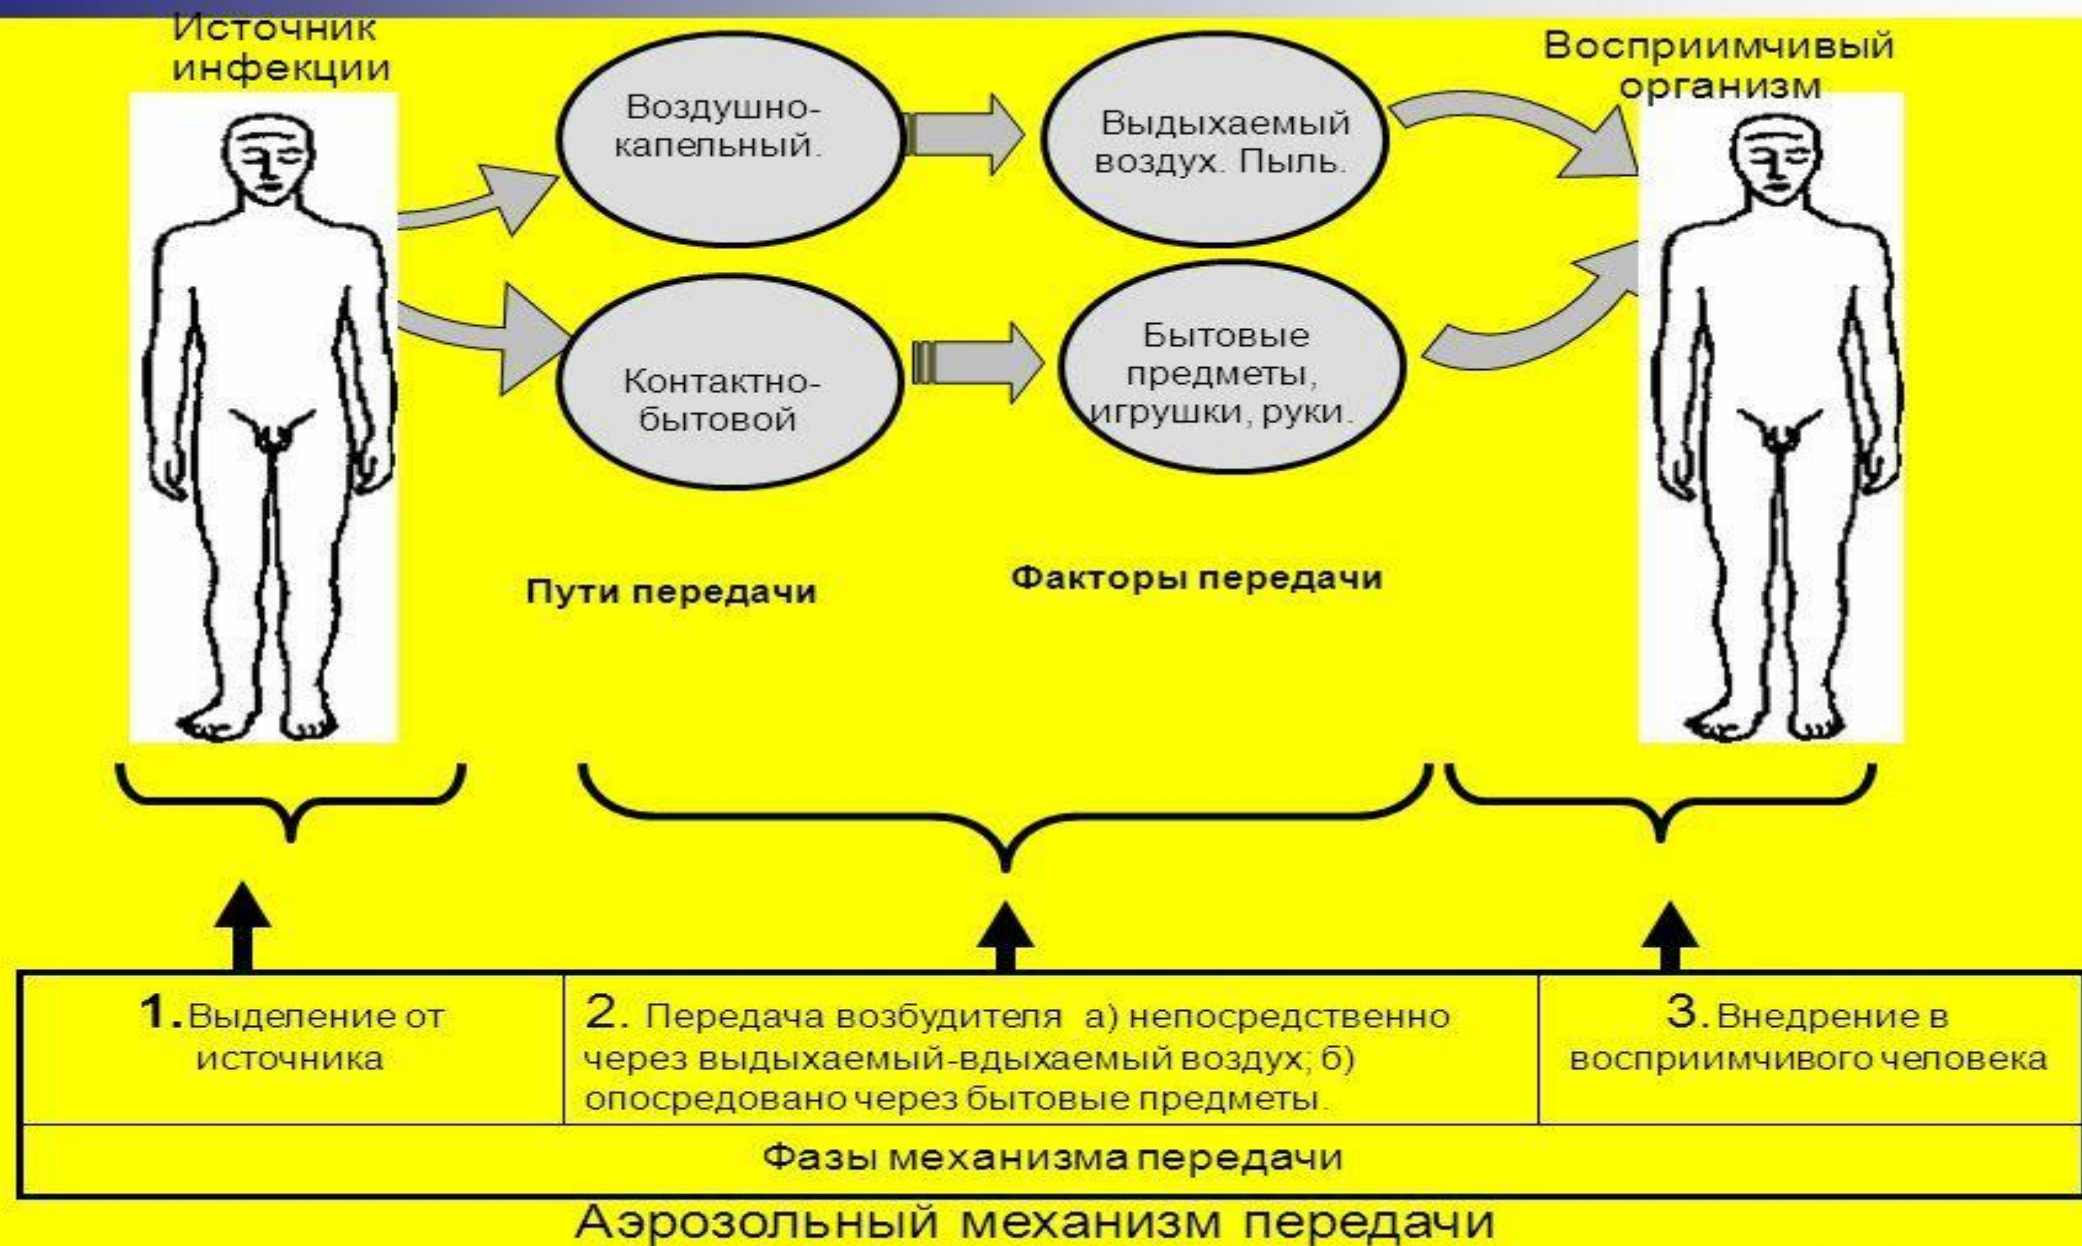 Источник
инфекции
Воздушно-
капельный.
Выдыхаемый
воздух. Пыль.
Восприимчивый
организм
Контактно-
бытовой
Бытовые
предметы,
игрушки, руки.
Пути передачи
Факторы передачи
1. Выделение от
источника
2. Передача возбудителя а) непосредственно
через выдыхаемый-вдыхаемый воздух; б)
опосредовано через бытовые предметы.
3. Внедрение в
восприимчивого человека
Фазы механизма передачи
Аэрозольный механизм передачи